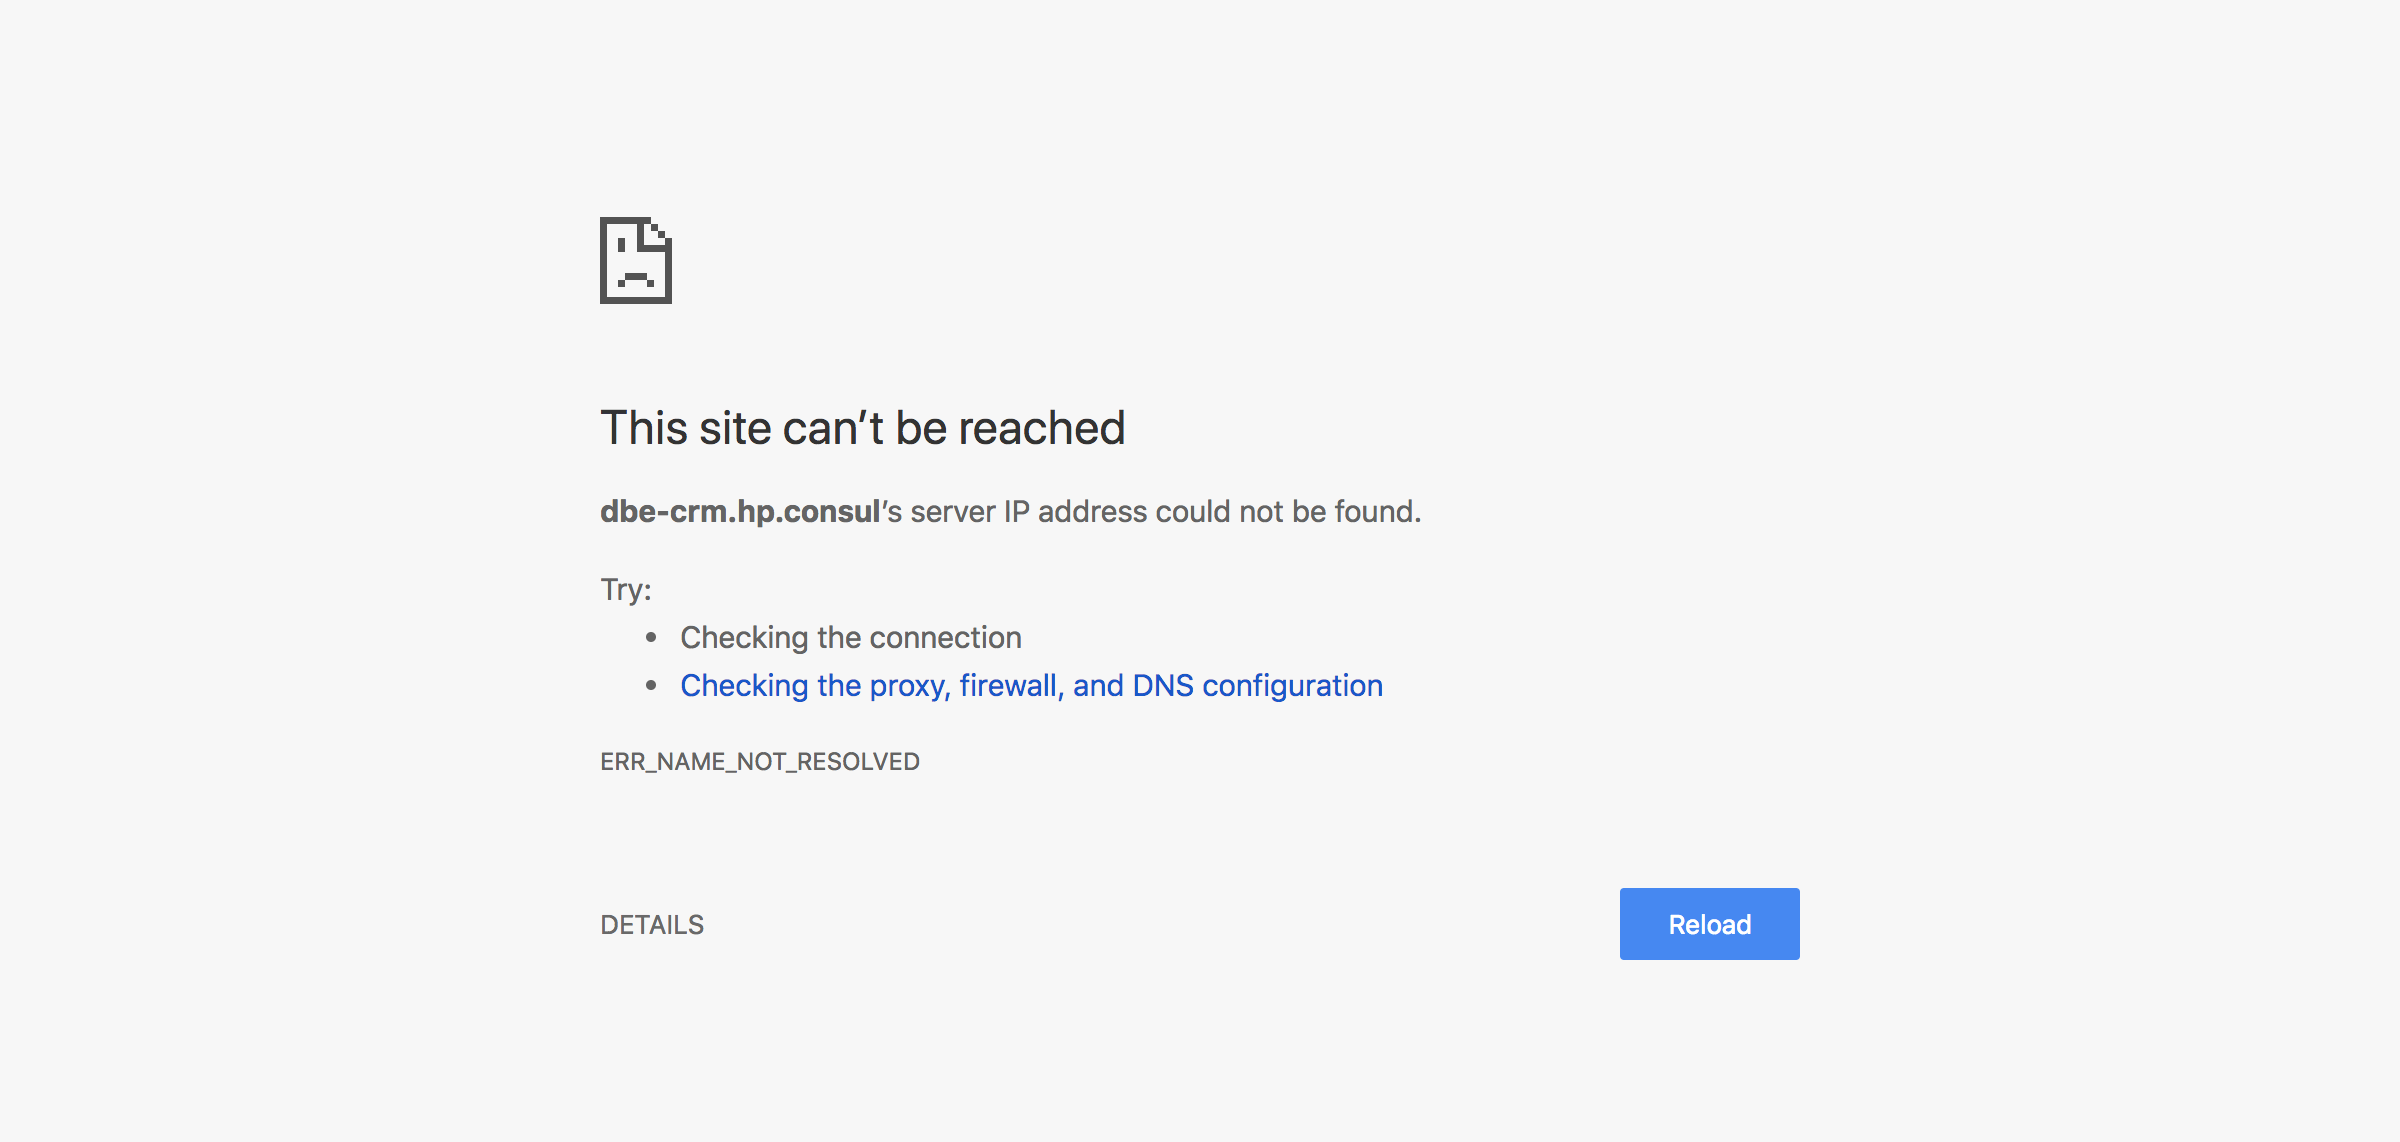 This site can’t be reached
dbe-crm.hp.consul’s server IP address could not be found.
Try:
• Checking the connection
• Checking the proxy, firewall, and DNS configuration
ERR_NAME_NOT_RESOLVED
DETAILS
Reload